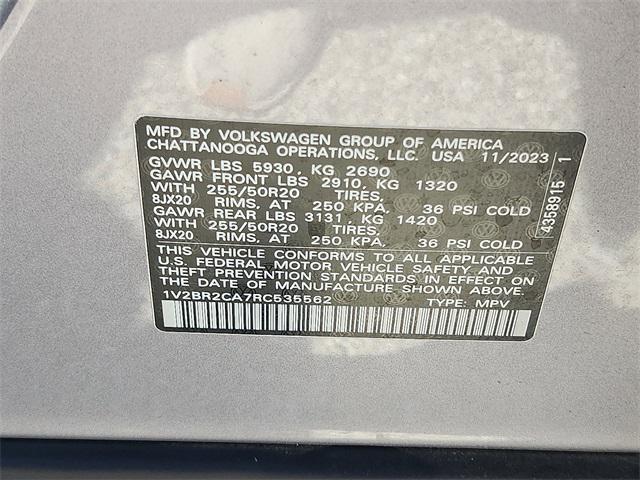 MFD BY VOLKSWAGEN GROUP OF AMERICA
CHATTANOOGA OPERATIONS, LLC. USA 11/2023
GVWR LBS 5930, KG 2690
GAWR FRONT LBS 2910, KG 1320
WITH 255/50R20 TIRES,
8JX20 RIMS, AT 250 KPA, 36 PSI COLD
GAWR REAR LBS 3131, KG 1420
WITH 255/50R20 TIRES,
8JX20 RIMS, AT 250 KPA, 36 PSI COLD
THIS VEHICLE CONFORMS TO ALL APPLICABLE
U.S. FEDERAL MOTOR VEHICLE SAFETY AND
THEFT PREVENTION STANDARDS IN EFFECT ON
THE DATE OF MANUFACTURE SHOWN ABOVE.
1V2BR2CA7RC535562 TYPE: MPV
4358915 1